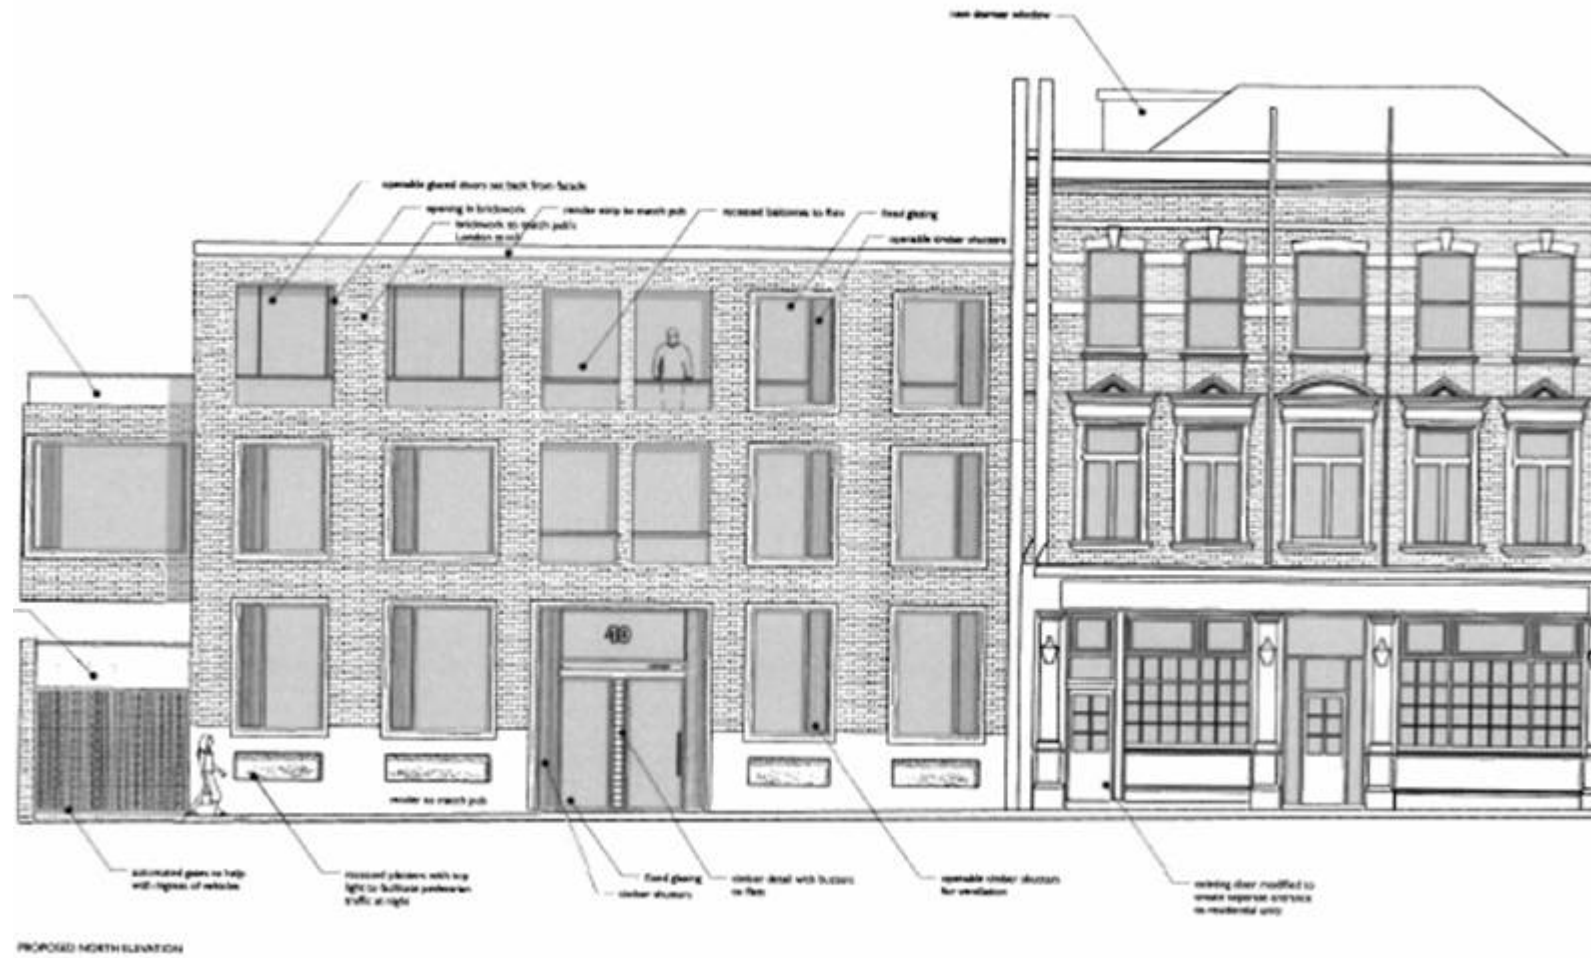 new dormer window
openable glazed doors set back from facade
opening in brickwork
render strip to match pub
recessed balconies to flats
fixed glazing
brickwork to match pub's
London stock
openable timber shutters
40
render to match pub
automated gates to help
with ingress of vehicles
recessed planters with top
light to facilitate pedestrian
traffic at night
fixed glazing
timber shutters
timber detail with buttons
to flats
openable timber shutters
for ventilation
existing door modified to
create separate entrance
to residential units
PROPOSED NORTH ELEVATION